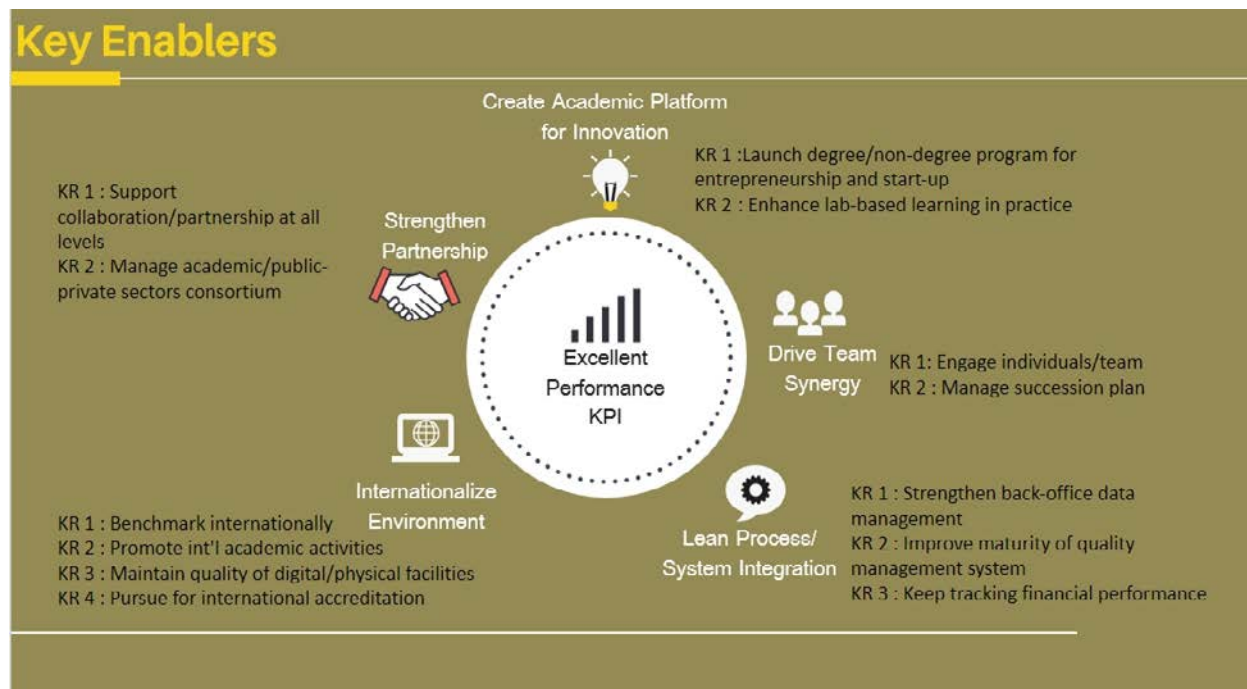 Key Enablers
Create Academic Platform
for Innovation
KR 1 :Launch degree/non-degree program for
entrepreneurship and start-up
KR 2 : Enhance lab-based learning in practice
KR 1 : Support
collaboration/partnership at all
levels
KR 2 : Manage academic/public-
private sectors consortium
Strengthen
Partnership
Excellent
Performance
KPI
Drive Team
Synergy
KR 1: Engage individuals/team
KR 2 : Manage succession plan
Internationalize
Environment
KR 1 : Benchmark internationally
KR 2 : Promote int'l academic activities
KR 3 : Maintain quality of digital/physical facilities
KR 4 : Pursue for international accreditation
Lean Process/
System Integration
KR 1 : Strengthen back-office data
management
KR 2 : Improve maturity of quality
management system
KR 3 : Keep tracking financial performance